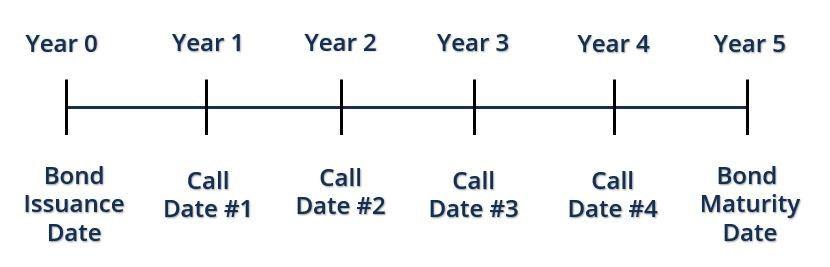 Year 0 Year 1 Year 2 Year 3 Year 4 Year 5
Bond
Issuance
Date
Call
Date #1
Call
Date #2
Call
Date #3
Call
Date #4
Bond
Maturity
Date